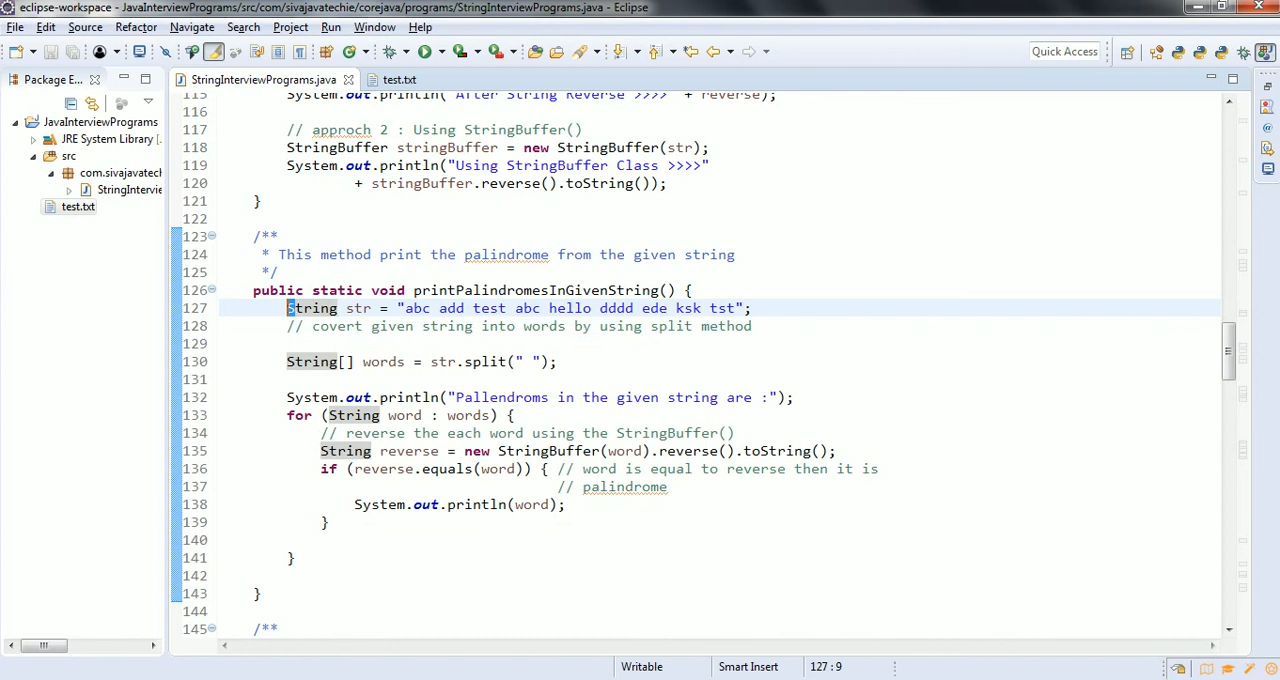 eclipse-workspace - JavaInterviewPrograms/src/com/sivajavatechie/corejava/programs/StringInterviewPrograms.java - Eclipse
File Edit Source Refactor Navigate Search Project Run Window Help
Quick Access
Package E...
StringInterviewPrograms.java
test.txt
JavaInterviewPrograms
JRE System Library [
src
com.sivajavatech
StringIntervie
test.txt
115 System.out.println("After String Reverse >>>> " + reverse);
116
117 // approch 2 : Using StringBuffer()
118 StringBuffer stringBuffer = new StringBuffer(str);
119 System.out.println("Using StringBuffer Class >>>>"
120 + stringBuffer.reverse().toString());
121 }
122
123 /**
124 * This method print the palindrome from the given string
125 */
126 public static void printPalindromesInGivenString() {
127 String str = "abc add test abc hello dddd ede ksk tst";
128 // covert given string into words by using split method
129
130 String[] words = str.split(" ");
131
132 System.out.println("Pallendroms in the given string are :");
133 for (String word : words) {
134 // reverse the each word using the StringBuffer()
135 String reverse = new StringBuffer(word).reverse().toString();
136 if (reverse.equals(word)) { // word is equal to reverse then it is
137 // palindrome
138 System.out.println(word);
139 }
140
141 }
142
143 }
144
145 /**
Writable
Smart Insert
127 : 9